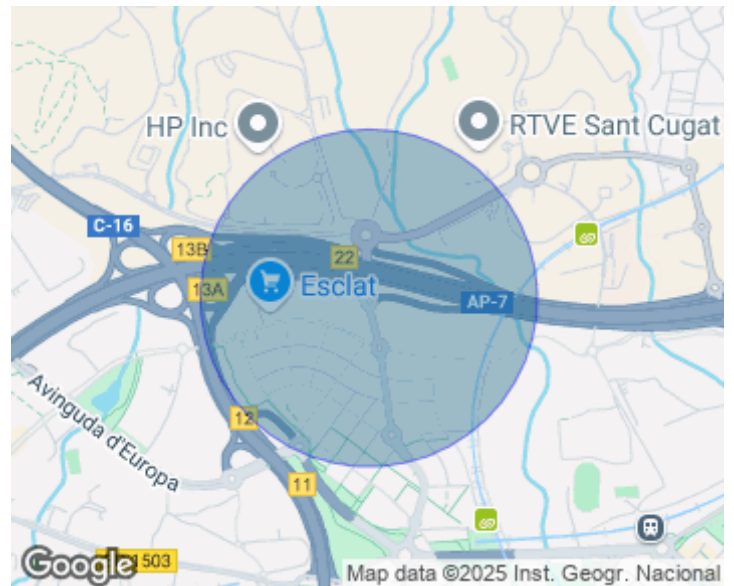 HP Inc
RTVE Sant Cugat
C-16
13B
22
13A
Esclat
AP-7
Avinguda d'Europa
12
11
Google
1503
Map data ©2025 Inst. Geogr. Nacional